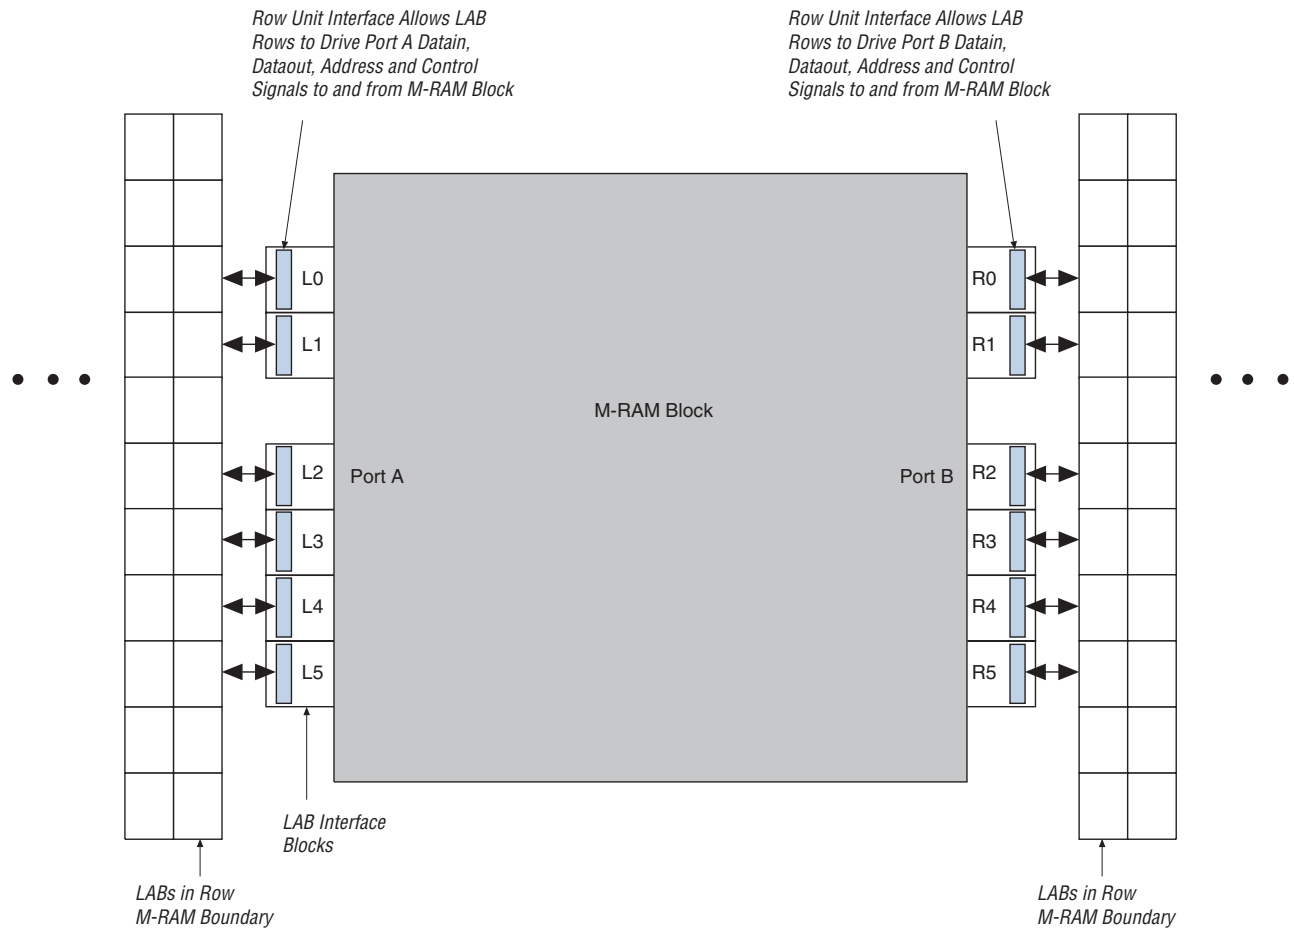 Row Unit Interface Allows LAB
Rows to Drive Port A Datain,
Dataout, Address and Control
Signals to and from M-RAM Block
Row Unit Interface Allows LAB
Rows to Drive Port B Datain,
Dataout, Address and Control
Signals to and from M-RAM Block
L0
R0
L1
R1
M-RAM Block
L2
Port A
Port B
R2
L3
R3
L4
R4
L5
R5
LAB Interface
Blocks
LABs in Row
M-RAM Boundary
LABs in Row
M-RAM Boundary